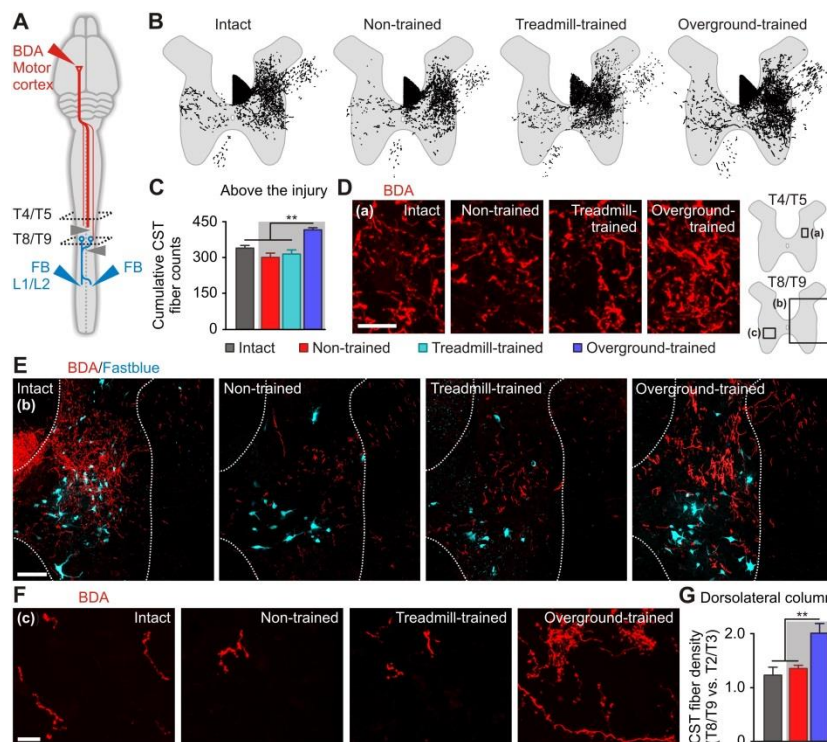 A
BDA
Motor
cortex
T4/T5
T8/T9
FB
FB
L1/L2
B
Intact
Non-trained
Treadmill-trained
Overground-trained
C
Above the injury
Cumulative CST
fiber counts
450
300
150
0
**
D
BDA
(a)
Intact
Non-trained
Treadmill-
trained
Overground-
trained
T4/T5
(a)
T8/T9
(b)
(c)
Intact
Non-trained
Treadmill-trained
Overground-trained
E
BDA/Fastblue
Intact
(b)
Non-trained
Treadmill-trained
Overground-trained
F
BDA
(c)
Intact
Non-trained
Treadmill-trained
Overground-trained
G
Dorsolateral column
CST fiber density
(T8/T9 vs. T2/T3)
2.0
1.0
0
**